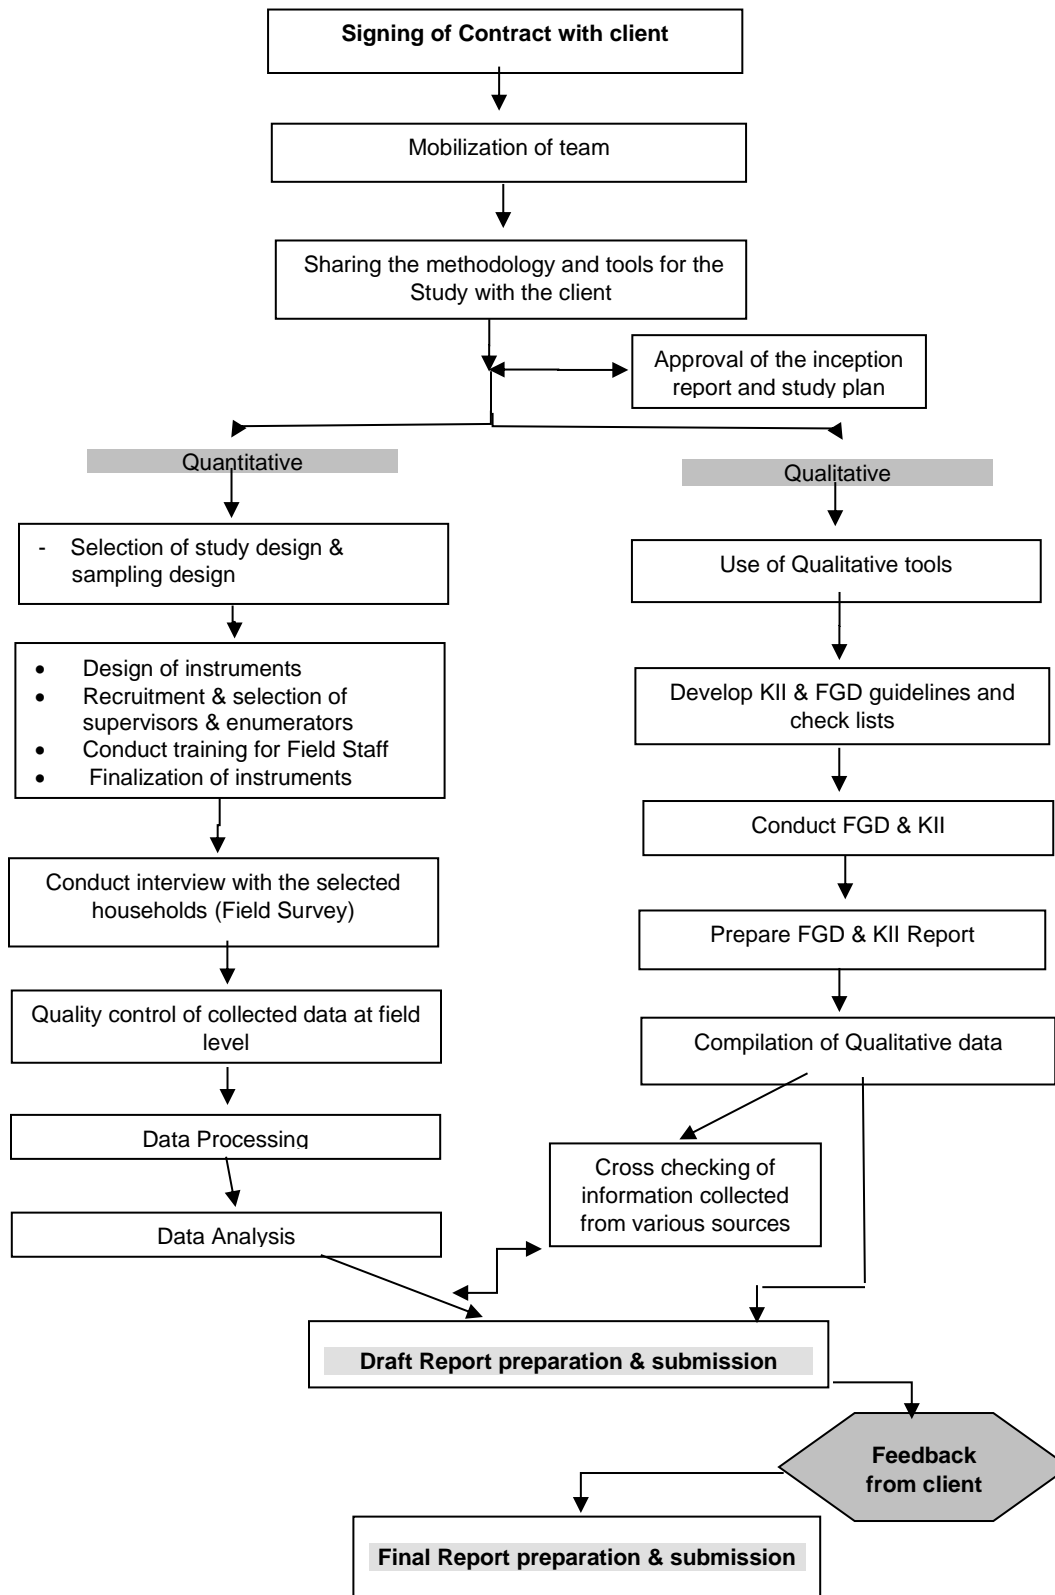 Signing of Contract with client
Mobilization of team
Sharing the methodology and tools for the
Study with the client
Approval of the inception
report and study plan
Quantitative
- Selection of study design &
sampling design
• Design of instruments
• Recruitment & selection of
supervisors & enumerators
• Conduct training for Field Staff
• Finalization of instruments
Conduct interview with the selected
households (Field Survey)
Quality control of collected data at field
level
Data Processing
Data Analysis
Qualitative
Use of Qualitative tools
Develop KII & FGD guidelines and
check lists
Conduct FGD & KII
Prepare FGD & KII Report
Compilation of Qualitative data
Cross checking of
information collected
from various sources
Draft Report preparation & submission
Feedback
from client
Final Report preparation & submission